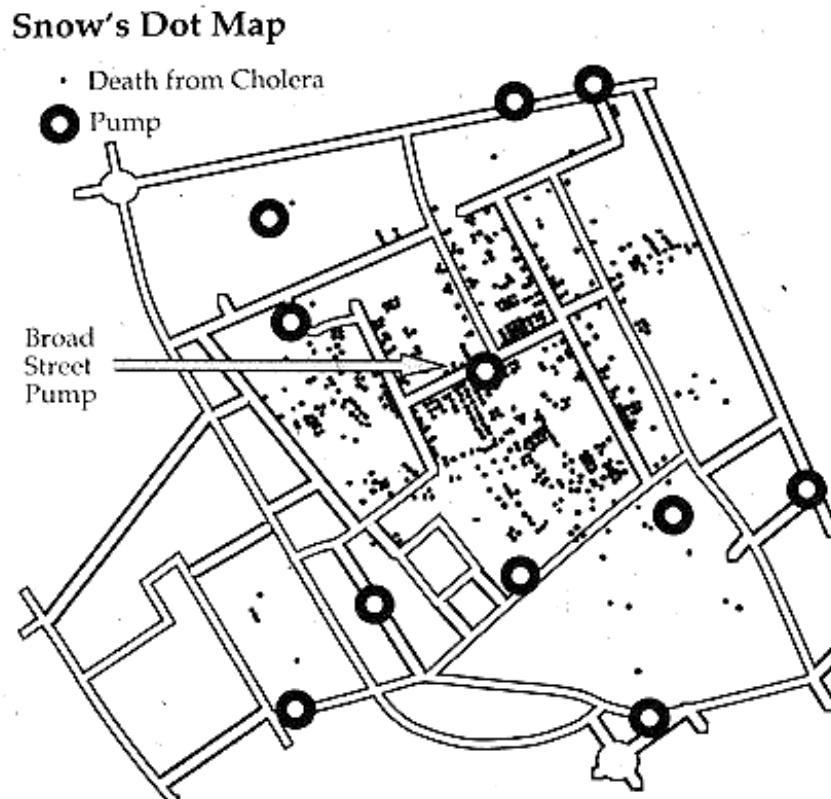 Snow's Dot Map
Death from Cholera
Pump
Broad
Street
Pump